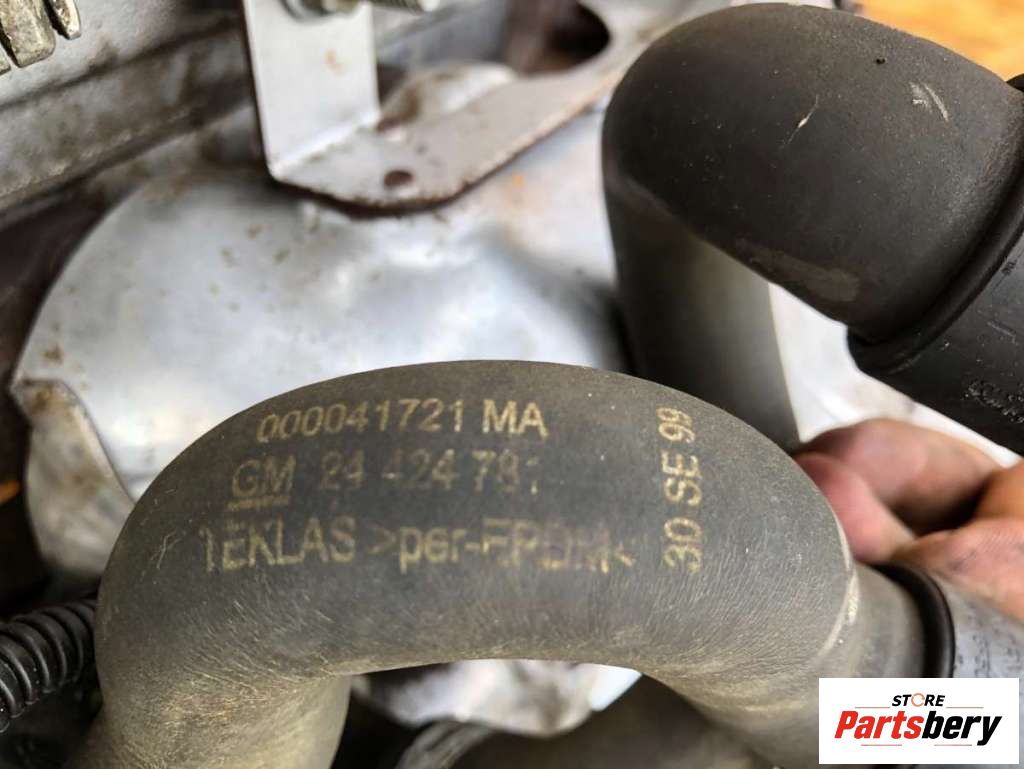 000041721 MA
GM 24 424 781
TEKLAS >per-EPDM<
30 SE 99
STORE
Partsbery